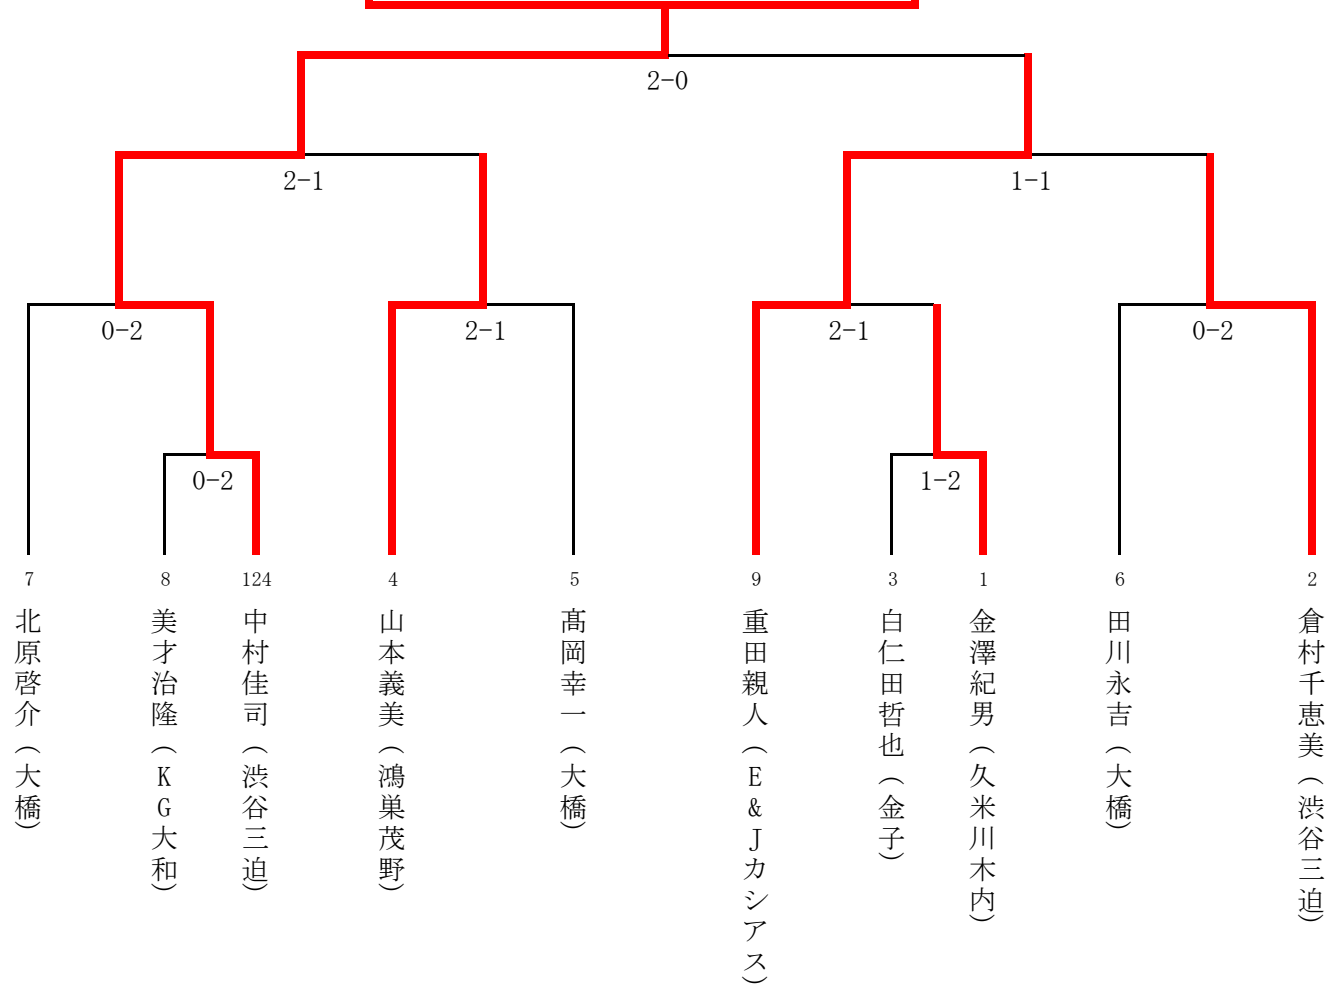 2-0
2-1
1-1
0-2
2-1
2-1
0-2
0-2
1-2
7
8
124
4
5
9
3
1
6
2
北原啓介(大橋)
美才治隆(KG大和)
中村佳司(渋谷三迫)
山本義美(鴻巣茂野)
髙岡幸一(大橋)
重田親人(E&Jカシアス)
白仁田哲也(金子)
金澤紀男(久米川木内)
田川永吉(大橋)
倉村千恵美(渋谷三迫)